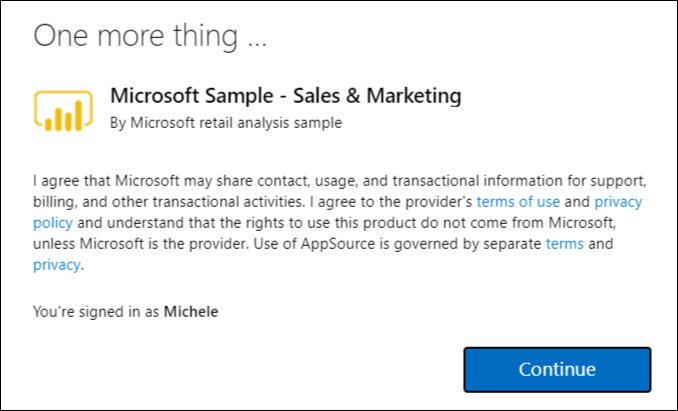 One more thing ...
Microsoft Sample - Sales & Marketing
By Microsoft retail analysis sample
I agree that Microsoft may share contact, usage, and transactional information for support,
billing, and other transactional activities. I agree to the provider's terms of use and privacy
policy and understand that the rights to use this product do not come from Microsoft,
unless Microsoft is the provider. Use of AppSource is governed by separate terms and
privacy.
You're signed in as Michele
Continue